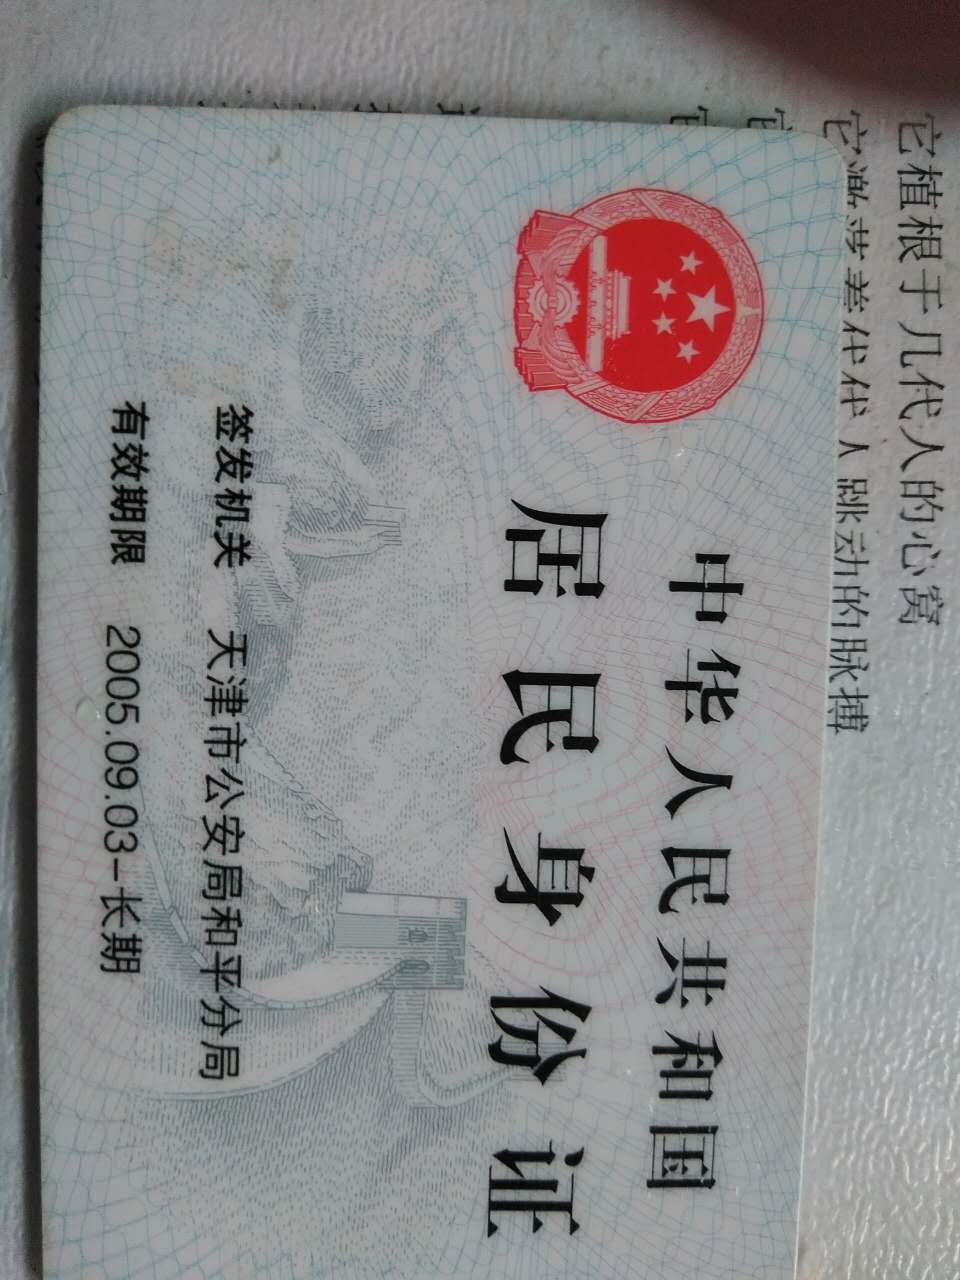 它植根于几代人的心窝
它激荡着代代人跳动的脉搏
中华人民共和国
居民身份证
签发机关 天津市公安局和平分局
有效期限 2005.09.03-长期